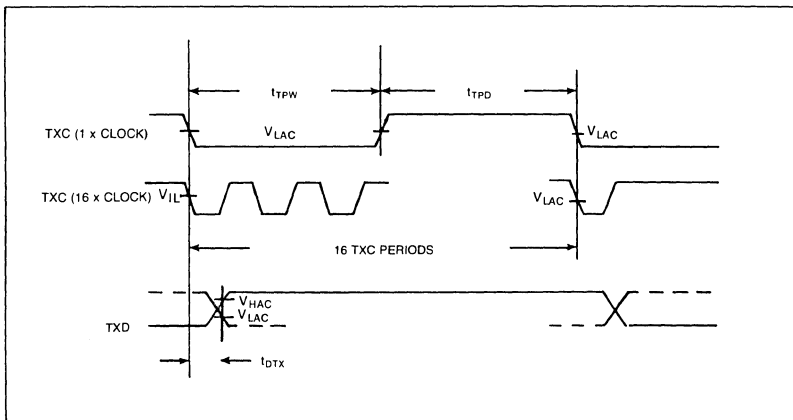 tTPW
tTPD
TXC (1 x CLOCK)
VLAC
VLAC
TXC (16 x CLOCK)
VIL
VLAC
16 TXC PERIODS
VHAC
VLAC
TXD
tDTX